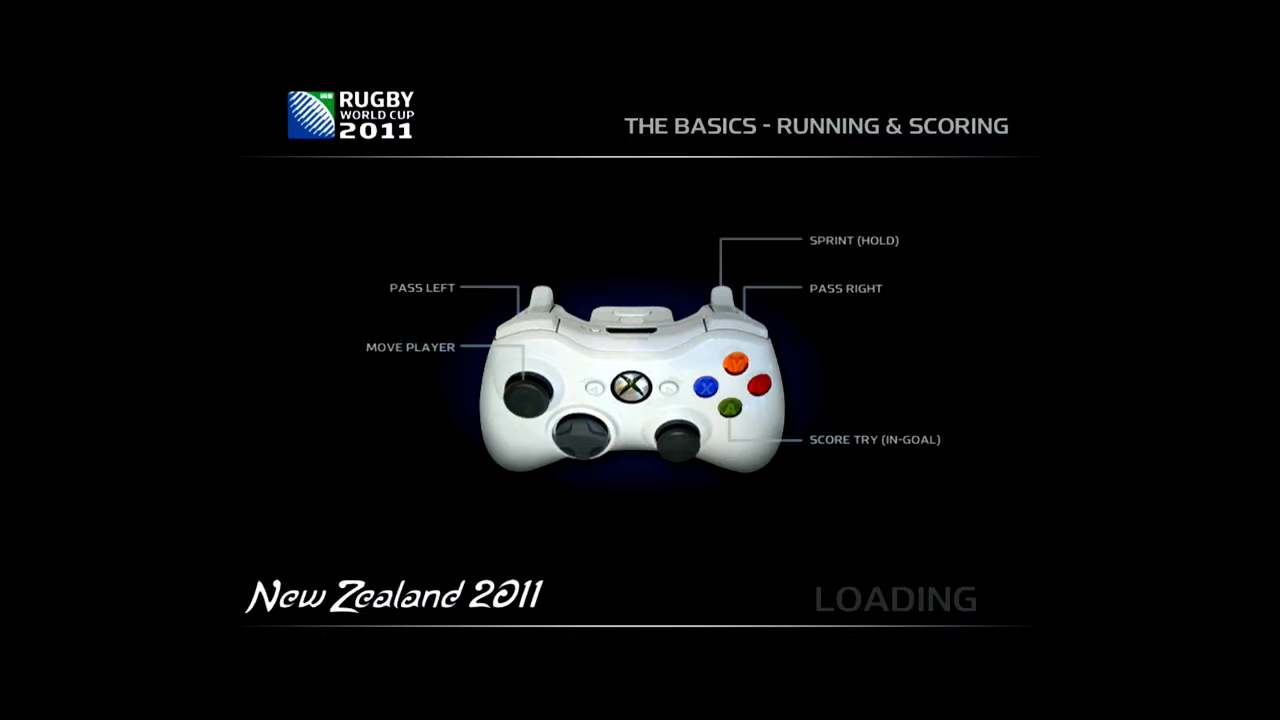 RUGBY
WORLD CUP
2011
THE BASICS - RUNNING & SCORING
SPRINT (HOLD)
PASS LEFT
PASS RIGHT
MOVE PLAYER
Y
X
A
SCORE TRY (IN-GOAL)
New Zealand 2011
LOADING